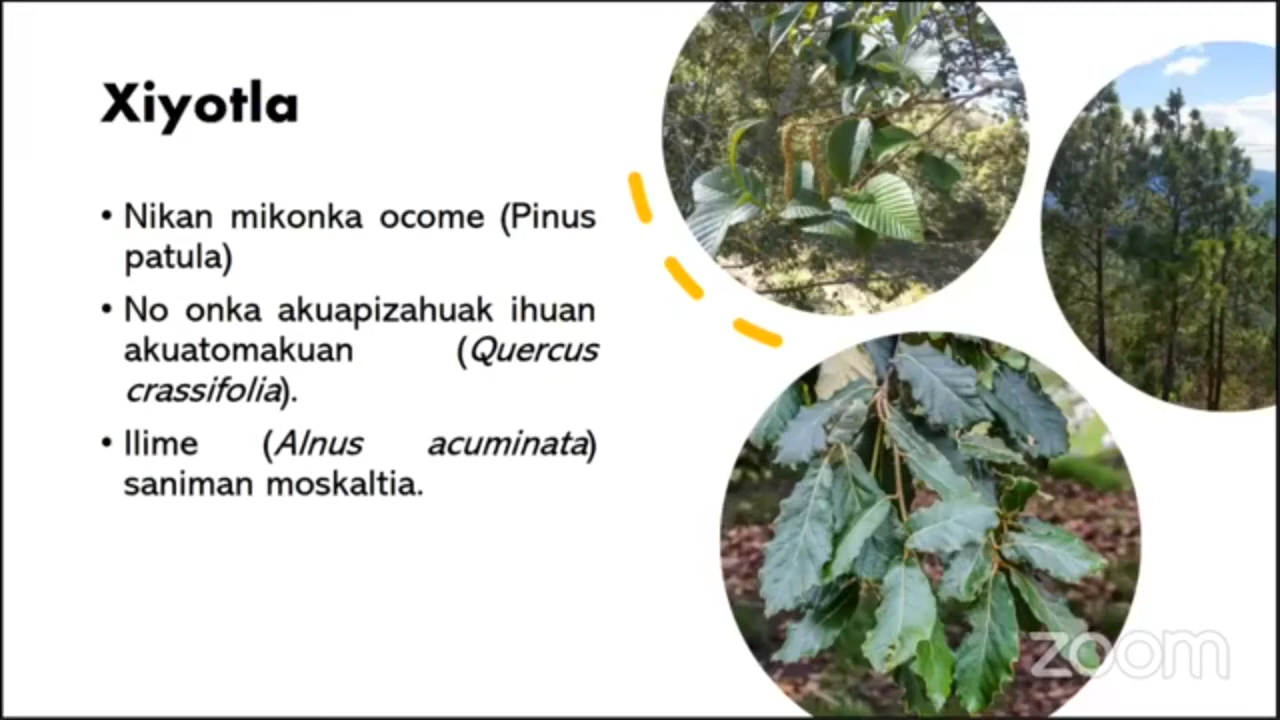 Xiyotla
• Nikan mikonka ocome (Pinus
patula)
• No onka akuapizahuak ihuan
akuatomakuan (Quercus
crassifolia).
• Ilime (Alnus acuminata)
saniman moskaltia.
zoom